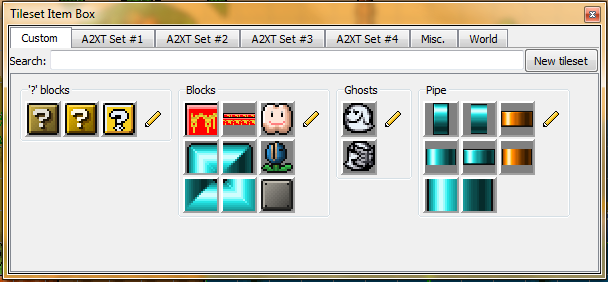 Tileset Item Box
Custom A2XT Set #1 A2XT Set #2 A2XT Set #3 A2XT Set #4 Misc. World
Search: New tileset
'?' blocks Blocks Ghosts Pipe
? ? ?